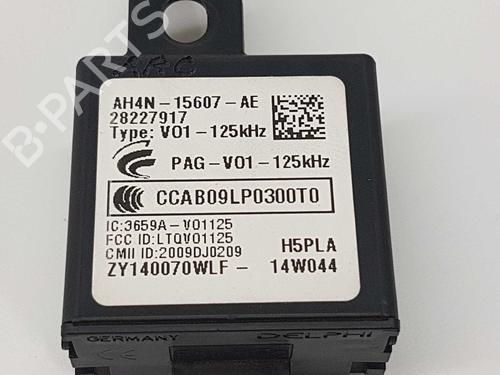 AH4N-15607-AE
28227917
Type: V01-125kHz
PAG-V01-125kHz
CCAB09LP0300T0
IC:3659A-V01125
FCC ID:LTQV01125
CMII ID:2009DJ0209
H5PLA
ZY140070WLF-
14W044
GERMANY
DELPHI
B-PARTS